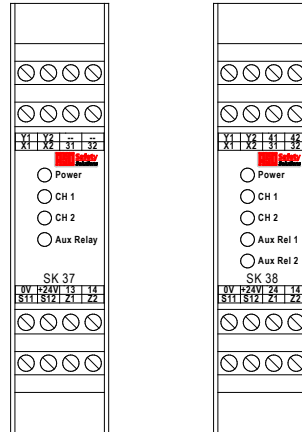 Y1 Y2 -- --
X1 X2 31 32
Safety
Power
CH 1
CH 2
Aux Relay
SK 37
0V +24V 13 14
S11 S12 Z1 Z2
Y1 Y2 41 42
X1 X2 31 32
Safety
Power
CH 1
CH 2
Aux Rel 1
Aux Rel 2
SK 38
0V +24V 24 14
S11 S12 Z1 Z2